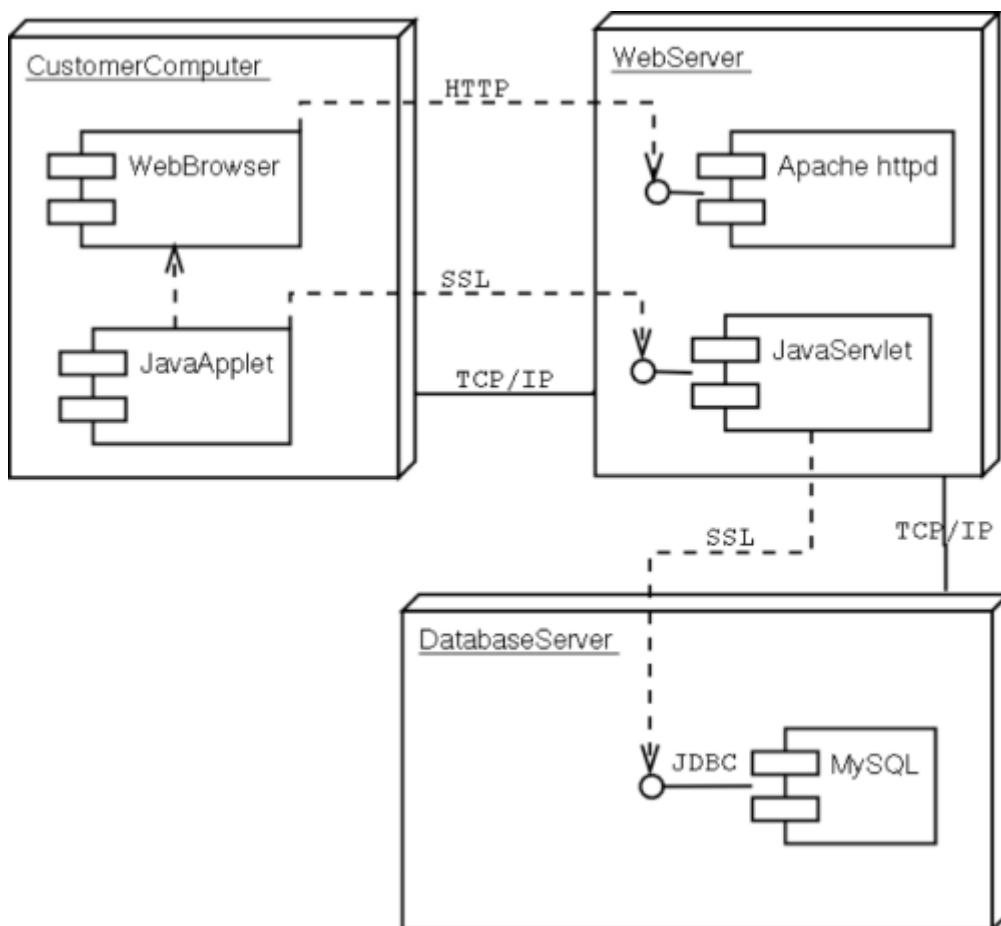 CustomerComputer
WebServer
HTTP
WebBrowser
Apache httpd
SSL
JavaApplet
JavaServlet
TCP/IP
SSL
TCP/IP
DatabaseServer
JDBC
MySQL